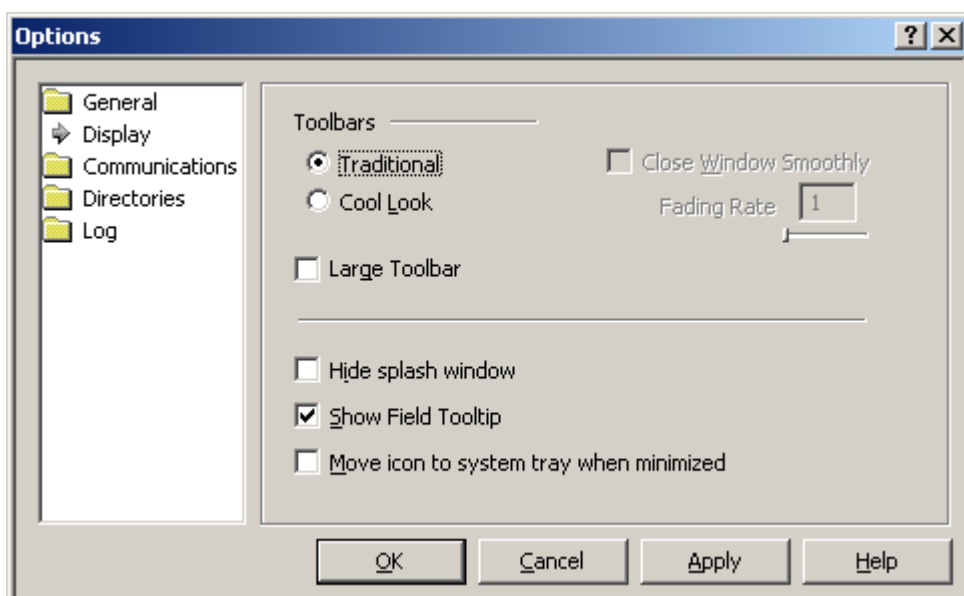 Options
General
Display
Communications
Directories
Log
Toolbars
Traditional
Close Window Smoothly
Cool Look
Fading Rate 1
Large Toolbar
Hide splash window
Show Field Tooltip
Move icon to system tray when minimized
OK Cancel Apply Help